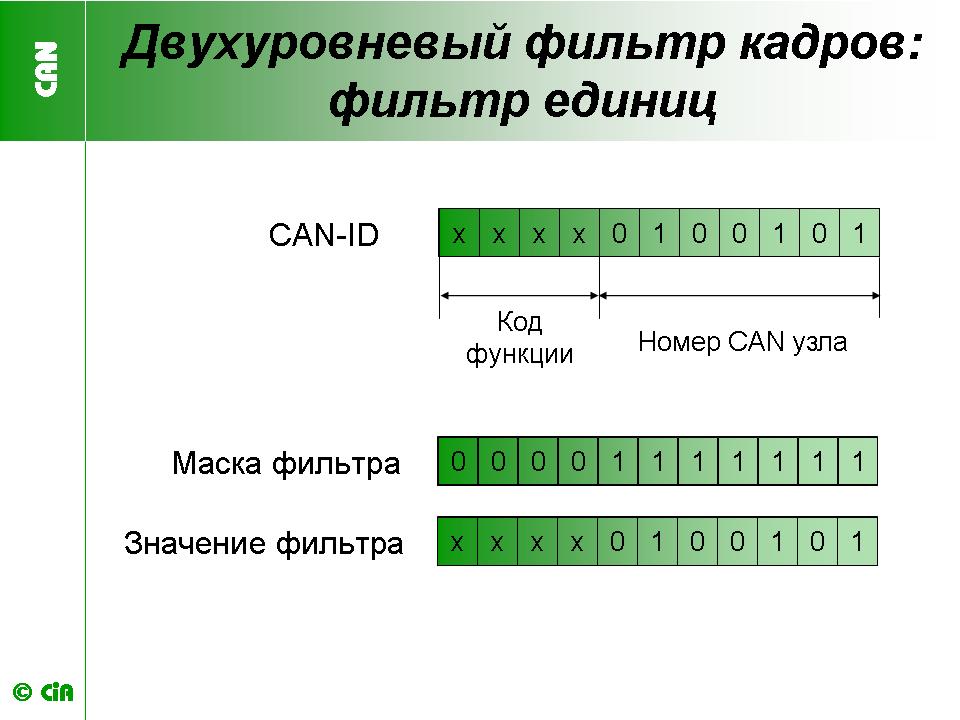 CAN
Двухуровневый фильтр кадров:
фильтр единиц
CAN-ID x x x x 0 1 0 0 1 0 1
Код
функции
Номер CAN узла
Маска фильтра 0 0 0 0 1 1 1 1 1 1 1
Значение фильтра x x x x 0 1 0 0 1 0 1
© CiA